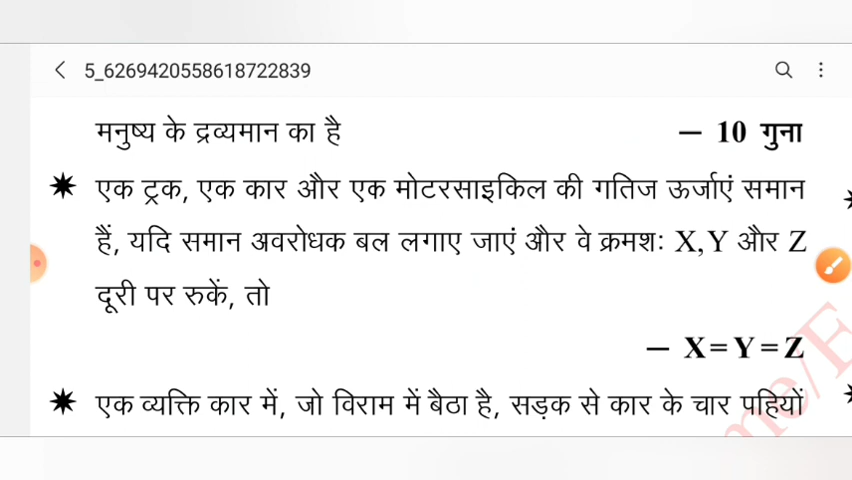 5_6269420558618722839
मनुष्य के द्रव्यमान का है – 10 गुना
✷ एक ट्रक, एक कार और एक मोटरसाइकिल की गतिज ऊर्जाएं समान
हैं, यदि समान अवरोधक बल लगाए जाएं और वे क्रमशः X,Y और Z
दूरी पर रुकें, तो
– X=Y=Z
✷ एक व्यक्ति कार में, जो विराम में बैठा है, सड़क से कार के चार पहियों
me/E